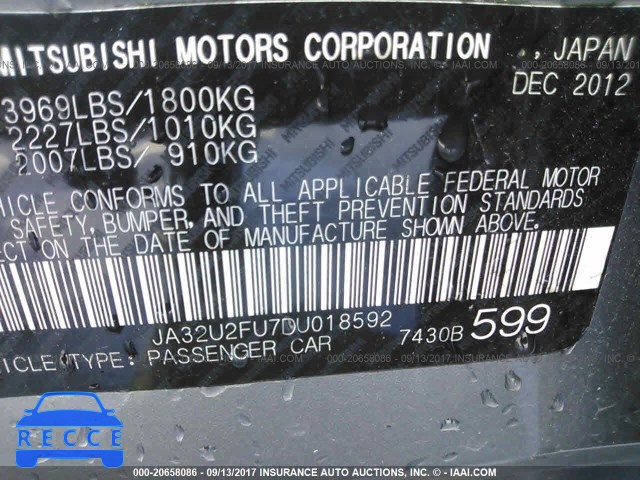 MITSUBISHI MOTORS CORPORATION , JAPAN
DEC 2012
3969LBS/1800KG
2227LBS/1010KG
2007LBS/ 910KG
HICLE CONFORMS TO ALL APPLICABLE FEDERAL MOTOR
SAFETY, BUMPER, AND THEFT PREVENTION STANDARDS
ECT ON THE DATE OF MANUFACTURE SHOWN ABOVE.
JA32U2FU7DU018592 7430B 599
HICLE TYPE: PASSENGER CAR
000-20658086 - 09/13/2017 INSURANCE AUTO AUCTIONS INC. - © - IAAI.COM